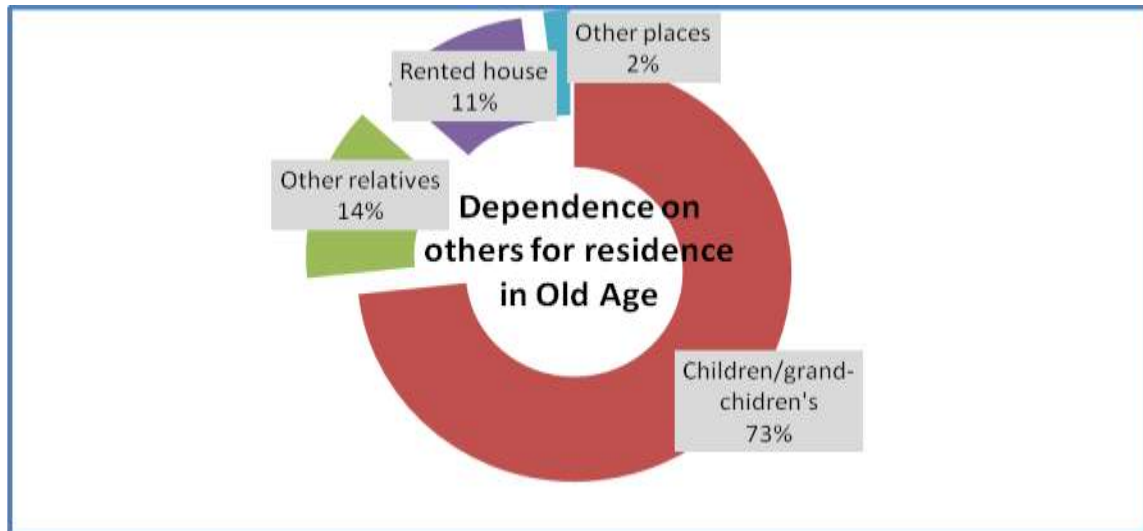 Other places
2%
Rented house
11%
Other relatives
14%
Dependence on
others for residence
in Old Age
Children/grand-
chidren's
73%